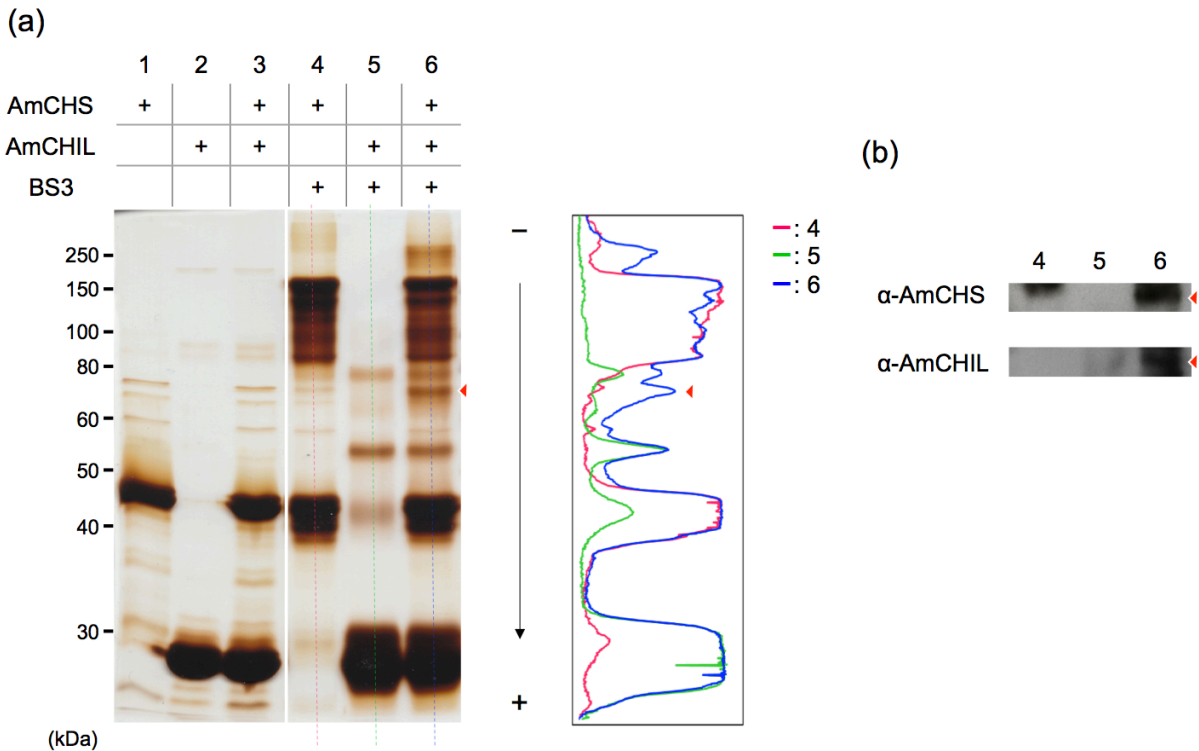 (a)
1 2 3 4 5 6
AmCHS + + + +
AmCHIL + + + +
BS3 + + +
250
150
100
80
60
50
40
30
(kDa)
−
+
: 4
: 5
: 6
(b)
4 5 6
α-AmCHS
α-AmCHIL